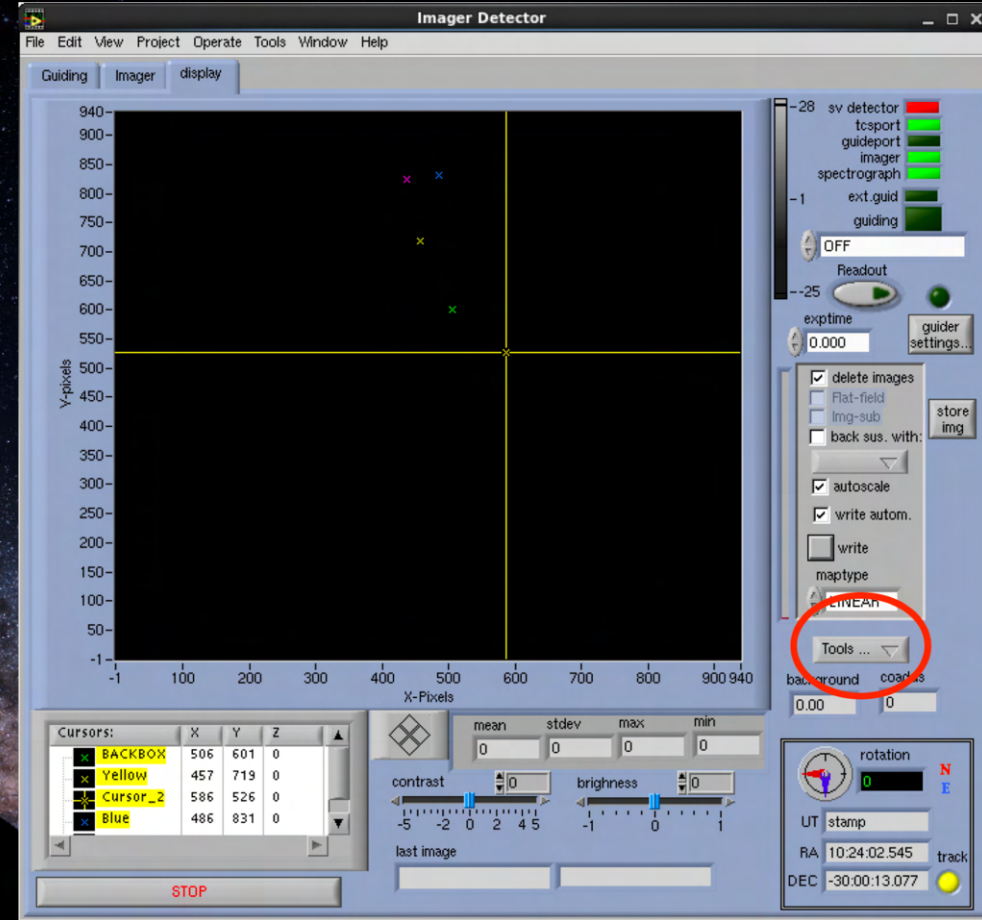 Imager Detector
File Edit View Project Operate Tools Window Help
Guiding Imager display
940
900
850
800
750
700
650
600
550
500
450
400
350
300
250
200
150
100
50
-1
Y-pixels
-1 100 200 300 400 500 600 700 800 900 940
X-Pixels
28
-1
-25
sv detector
tcsport
guideport
imager
spectrograph
ext.guid
guiding
OFF
Readout
exptime
0.000
guider
settings...
delete images
Flat-field
Img-sub
back sus. with:
store
img
autoscale
write autom.
write
maptype
LINEAR
Tools ...
background coadds
0.00 0
Cursors: X Y Z
BACKBOX 506 601 0
Yellow 457 719 0
Cursor_2 586 526 0
Blue 486 831 0
STOP
mean stdev max min
0 0 0 0
contrast 0
-5 -2 0 2 4 5
brighness 0
-1 0 1
last image
rotation
0
N
E
UT stamp
RA 10:24:02.545
track
DEC -30:00:13.077